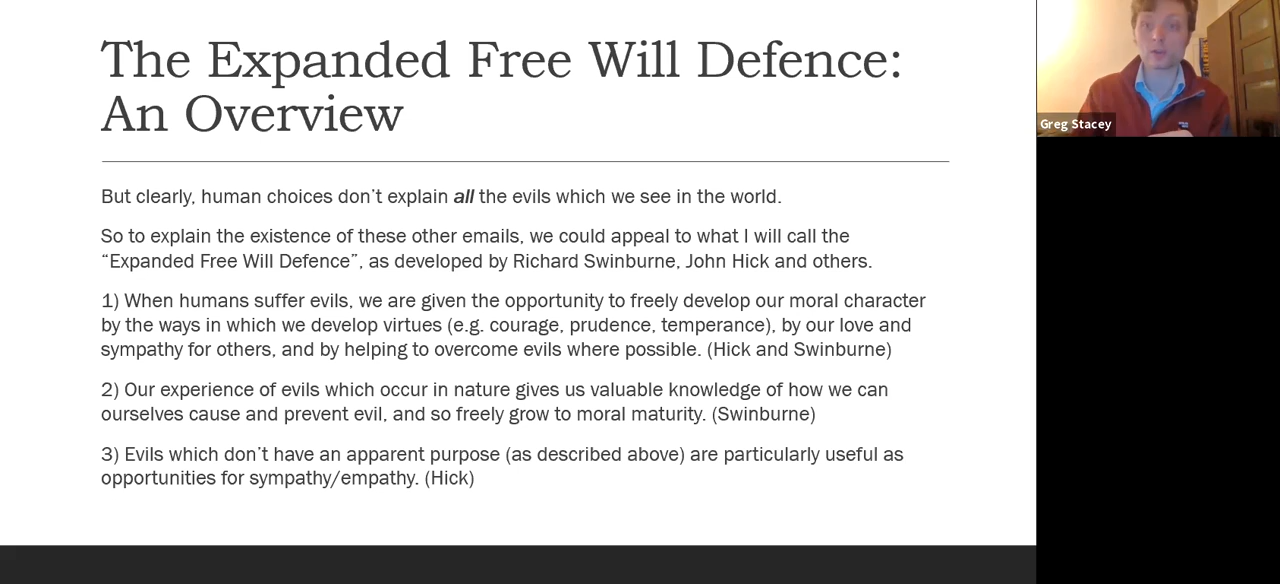 The Expanded Free Will Defence:
An Overview
But clearly, human choices don’t explain all the evils which we see in the world.
So to explain the existence of these other emails, we could appeal to what I will call the
“Expanded Free Will Defence”, as developed by Richard Swinburne, John Hick and others.
1) When humans suffer evils, we are given the opportunity to freely develop our moral character
by the ways in which we develop virtues (e.g. courage, prudence, temperance), by our love and
sympathy for others, and by helping to overcome evils where possible. (Hick and Swinburne)
2) Our experience of evils which occur in nature gives us valuable knowledge of how we can
ourselves cause and prevent evil, and so freely grow to moral maturity. (Swinburne)
3) Evils which don’t have an apparent purpose (as described above) are particularly useful as
opportunities for sympathy/empathy. (Hick)
Greg Stacey